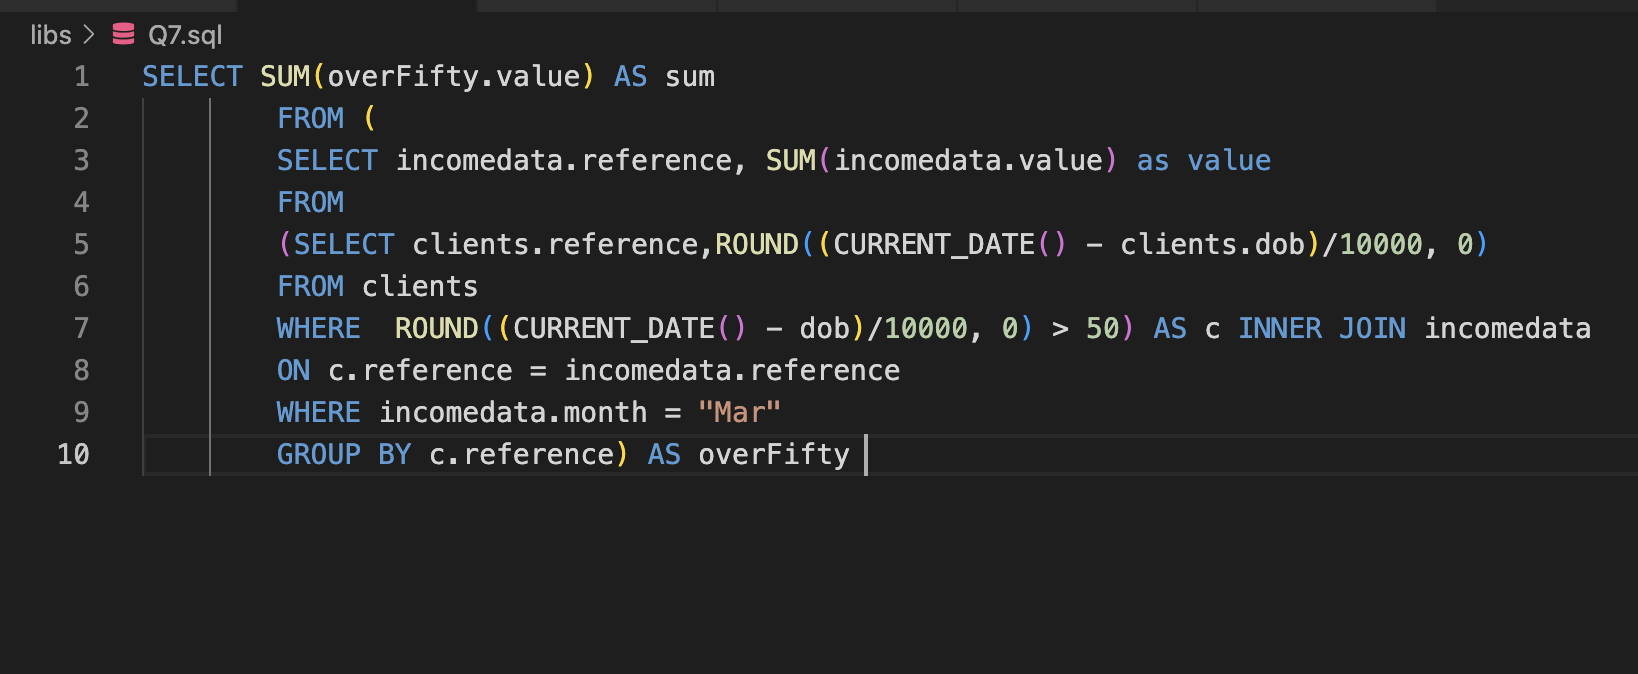 libs > Q7.sql
1 SELECT SUM(overFifty.value) AS sum
2 FROM (
3 SELECT incomedata.reference, SUM(incomedata.value) as value
4 FROM
5 (SELECT clients.reference,ROUND((CURRENT_DATE() - clients.dob)/10000, 0)
6 FROM clients
7 WHERE  ROUND((CURRENT_DATE() - dob)/10000, 0) > 50) AS c INNER JOIN incomedata
8 ON c.reference = incomedata.reference
9 WHERE incomedata.month = "Mar"
10 GROUP BY c.reference) AS overFifty